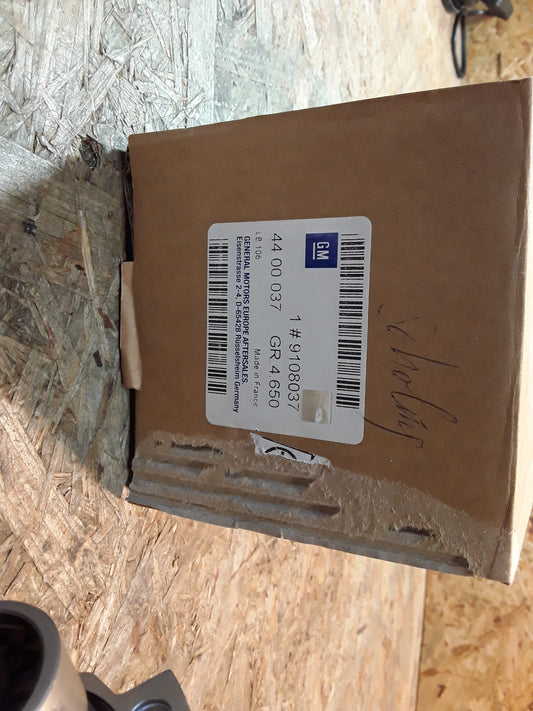 GM
1 # 9108037
44 00 037 GR 4 650
LP 106
Made in France
GENERAL MOTORS EUROPE AFTERSALES
Eisenstrasse 2-4, D-65428 Rüsselsheim Germany